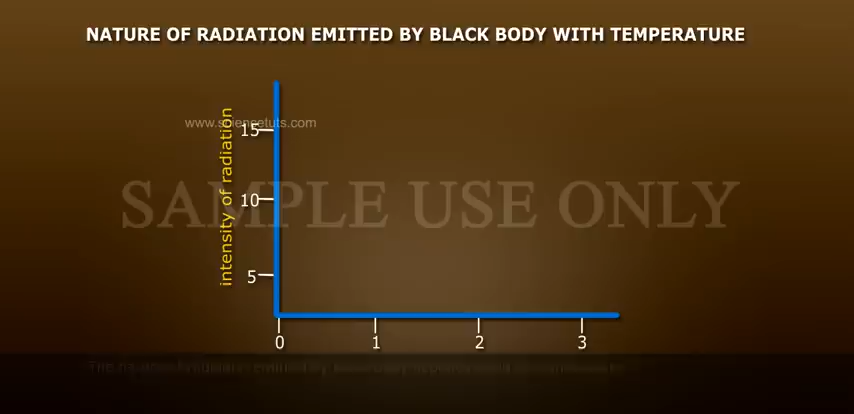 NATURE OF RADIATION EMITTED BY BLACK BODY WITH TEMPERATURE
www.sciencetuts.com
intensity of radiation
15
10
5
SAMPLE USE ONLY
0 1 2 3